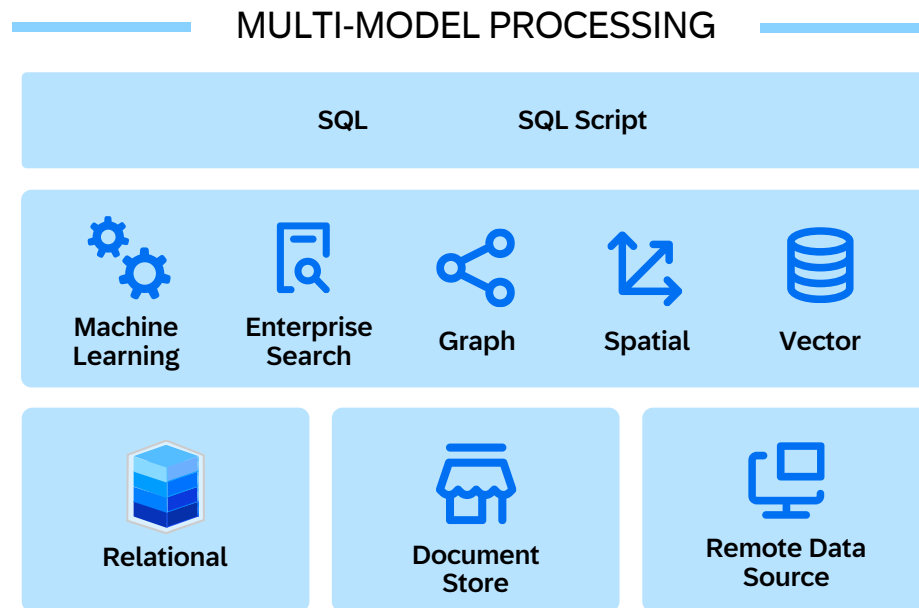 MULTI-MODEL PROCESSING
SQL
SQL Script
Machine
Learning
Enterprise
Search
Graph
Spatial
Vector
Relational
Document
Store
Remote Data
Source